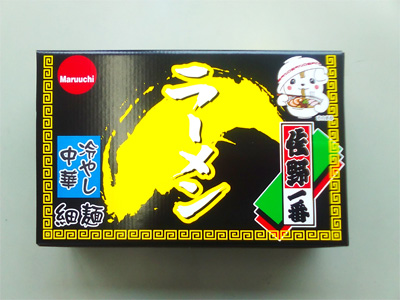 Maruuchi
ラーメン
冷やし
中華
細麺
佐野一番